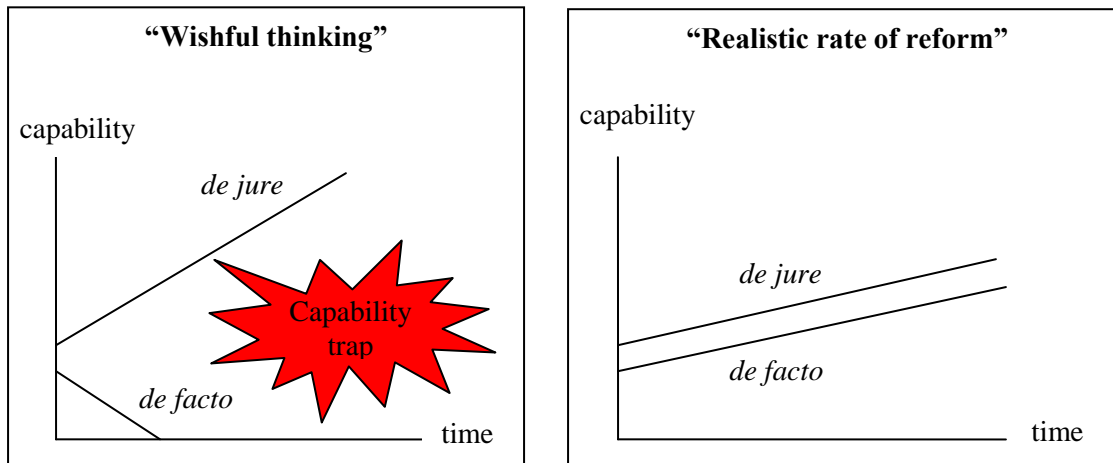 “Wishful thinking”
capability
de jure
Capability
trap
de facto
time
“Realistic rate of reform”
capability
de jure
de facto
time